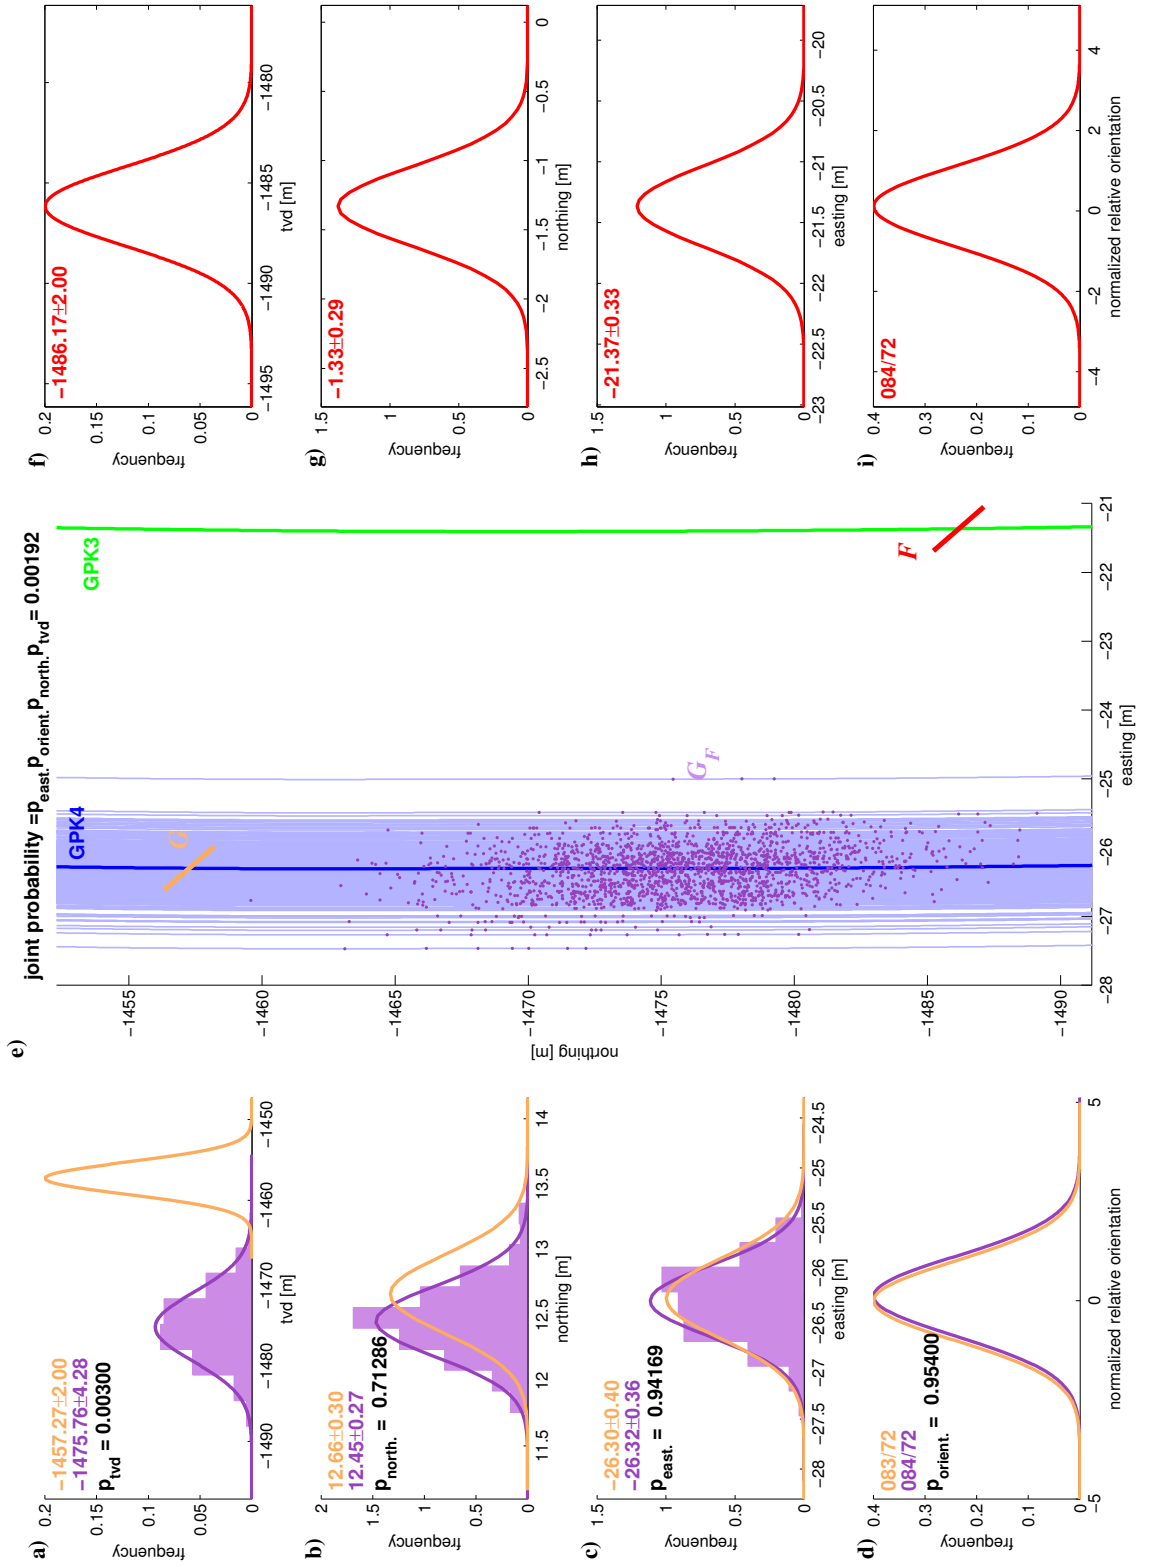 a)
−1457.27±2.00
−1475.76±4.28
ptvd = 0.00300
frequency
0 0.05 0.1 0.15 0.2
−1490 −1480 −1470 −1460 −1450
tvd [m]
b)
12.66±0.30
12.45±0.27
pnorth. = 0.71286
frequency
0 1 1.5 2
11.5 12 12.5 13 13.5 14
northing [m]
c)
−26.30±0.40
−26.32±0.36
peast. = 0.94169
frequency
0 0.5 1 1.5
−28 −27.5 −27 −26.5 −26 −25.5 −25 −24.5
easting [m]
d)
083/72
084/72
porient. = 0.95400
frequency
0 0.1 0.2 0.3 0.4
−5 0 5
normalized relative orientation
e)
joint probability =peast.porient.pnorth.ptvd= 0.00192
GPK4
GPK3
G
GF
F
northing [m]
−1455
−1460
−1465
−1470
−1475
−1480
−1485
−1490
−28 −27 −26 −25 −24 −23 −22 −21
easting [m]
f)
−1486.17±2.00
frequency
0 0.05 0.1 0.15 0.2
−1495 −1490 −1485 −1480
tvd [m]
g)
−1.33±0.29
frequency
0 0.5 1 1.5
−2.5 −2 −1.5 −1 −0.5 0
northing [m]
h)
−21.37±0.33
frequency
0 0.5 1 1.5
−23 −22.5 −22 −21.5 −21 −20.5 −20
easting [m]
i)
084/72
frequency
0 0.1 0.2 0.3 0.4
−4 −2 0 2 4
normalized relative orientation